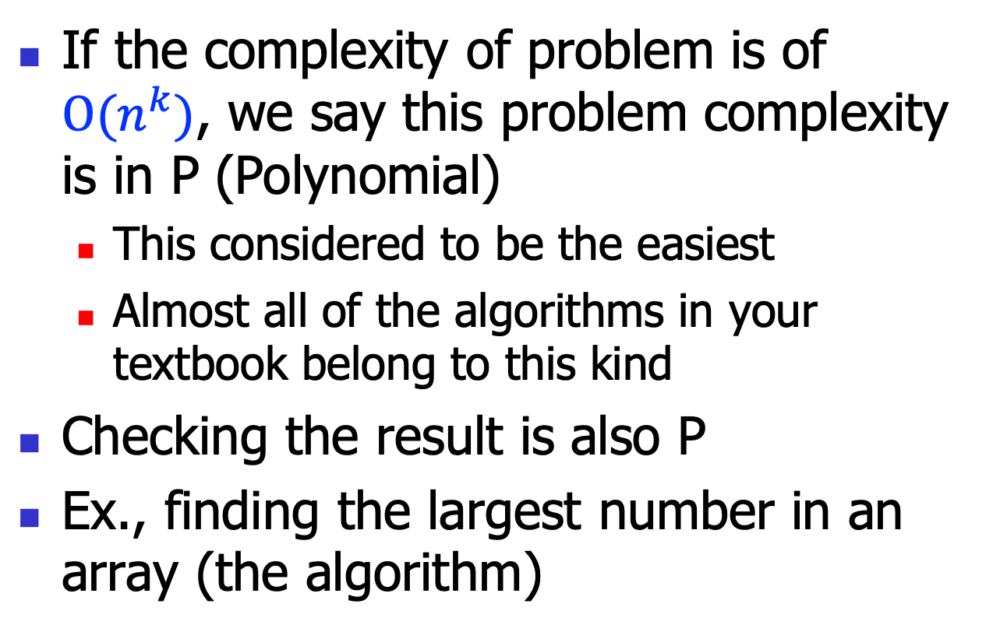 If the complexity of problem is of
O(n^k), we say this problem complexity
is in P (Polynomial)
This considered to be the easiest
Almost all of the algorithms in your
textbook belong to this kind
Checking the result is also P
Ex., finding the largest number in an
array (the algorithm)